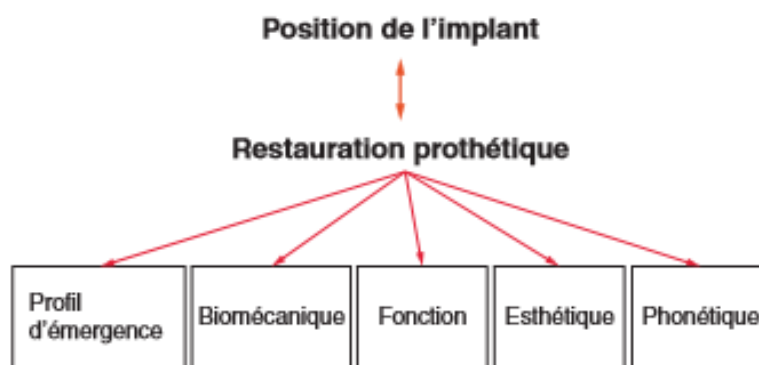 Position de l’implant
Restauration prothétique
Profil
d’émergence
Biomécanique
Fonction
Esthétique
Phonétique